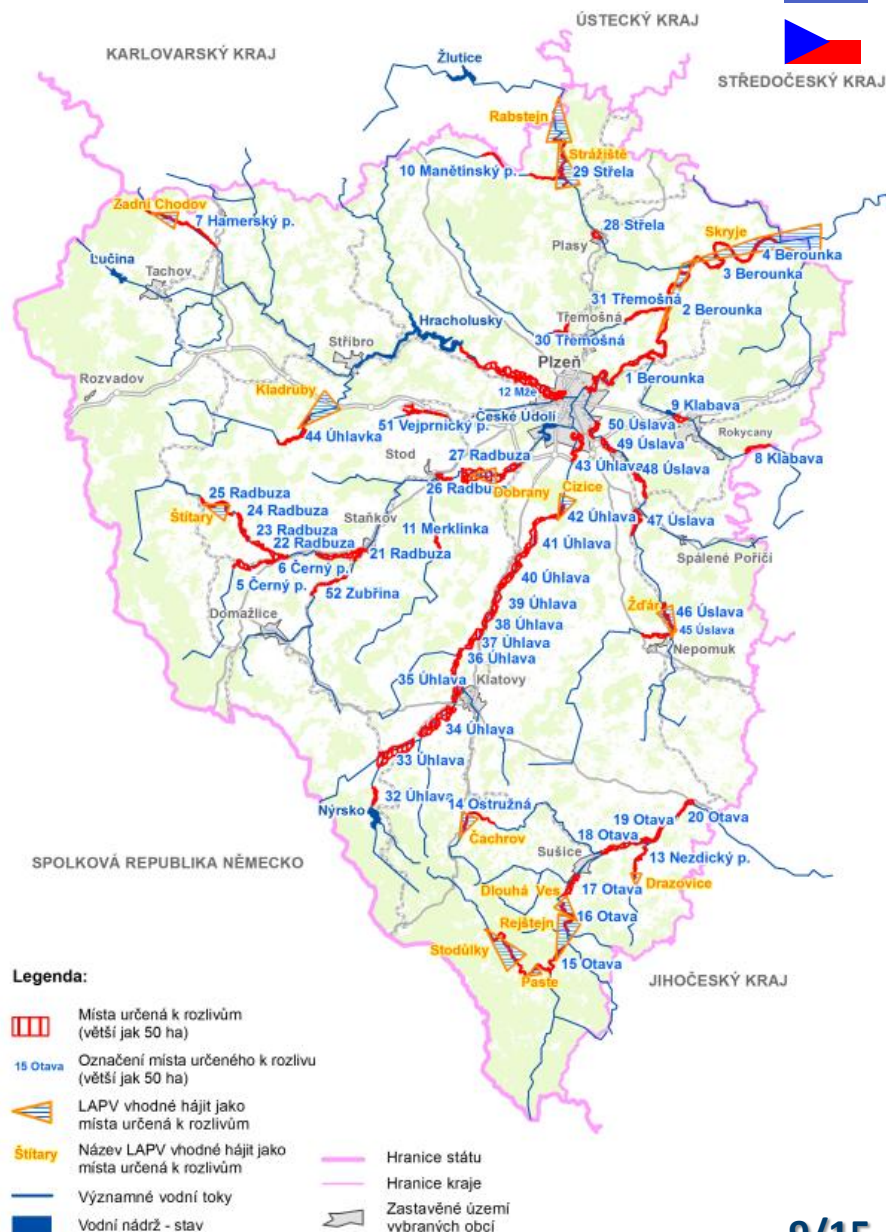 ÚSTECKÝ KRAJ
KARLOVARSKÝ KRAJ
Žlutice
STŘEDOČESKÝ KRAJ
Rabstejn
Strážiště
10 Manětínský p.
29 Střela
Zadní Chodov
7 Hamerský p.
28 Střela
Skryje
Plasy
4 Berounka
Lučina
3 Berounka
Tachov
31 Třemošná
2 Berounka
Třemošná
Hracholusky
30 Třemošná
Stříbro
Plzeň
Rozvadov
1 Berounka
Kladruby
12 Mže
9 Klabava
České Údolí
50 Úslava
51 Vejprnický p.
Rokycany
44 Úhlavka
49 Úslava
27 Radbuza
8 Klabava
Stod
43 Úhlava
48 Úslava
25 Radbuza
26 Radbu
Dobrany
Cizice
24 Radbuza
Štítary
Staňkov
42 Úhlava
47 Úslava
23 Radbuza
11 Merklinka
22 Radbuza
21 Radbuza
41 Úhlava
Spálené Poříčí
6 Černý p.
5 Černý p.
40 Úhlava
52 Zubřina
39 Úhlava
Žďár
46 Úslava
Domažlice
38 Úhlava
45 Úslava
37 Úhlava
Nepomuk
36 Úhlava
35 Úhlava
Klatovy
34 Úhlava
33 Úhlava
32 Úhlava
14 Ostružná
19 Otava
20 Otava
Nýrsko
18 Otava
Čachrov
Sušice
13 Nezdický p.
SPOLKOVÁ REPUBLIKA NĚMECKO
Dlouhá Ves
17 Otava
Drazovice
Rejštejn
16 Otava
Stodůlky
15 Otava
Paste
JIHOČESKÝ KRAJ
Legenda:
Místa určená k rozlivům
(větší jak 50 ha)
15 Otava
Označení místa určeného k rozlivu
(větší jak 50 ha)
LAPV vhodné hájit jako
místa určená k rozlivům
Štítary
Název LAPV vhodné hájit jako
místa určená k rozlivům
Významné vodní toky
Vodní nádrž - stav
Hranice státu
Hranice kraje
Zastavěné území
vybraných obcí
9/15